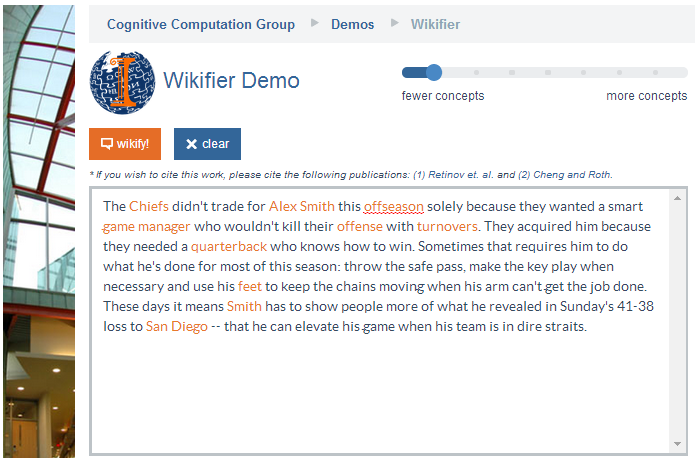 Cognitive Computation Group Demos Wikifier
Wikifier Demo
fewer concepts more concepts
wikify! clear
* If you wish to cite this work, please cite the following publications: (1) Retinov et. al. and (2) Cheng and Roth.
The Chiefs didn't trade for Alex Smith this offseason solely because they wanted a smart
game manager who wouldn't kill their offense with turnovers. They acquired him because
they needed a quarterback who knows how to win. Sometimes that requires him to do
what he's done for most of this season: throw the safe pass, make the key play when
necessary and use his feet to keep the chains moving when his arm can't get the job done.
These days it means Smith has to show people more of what he revealed in Sunday's 41-38
loss to San Diego -- that he can elevate his game when his team is in dire straits.